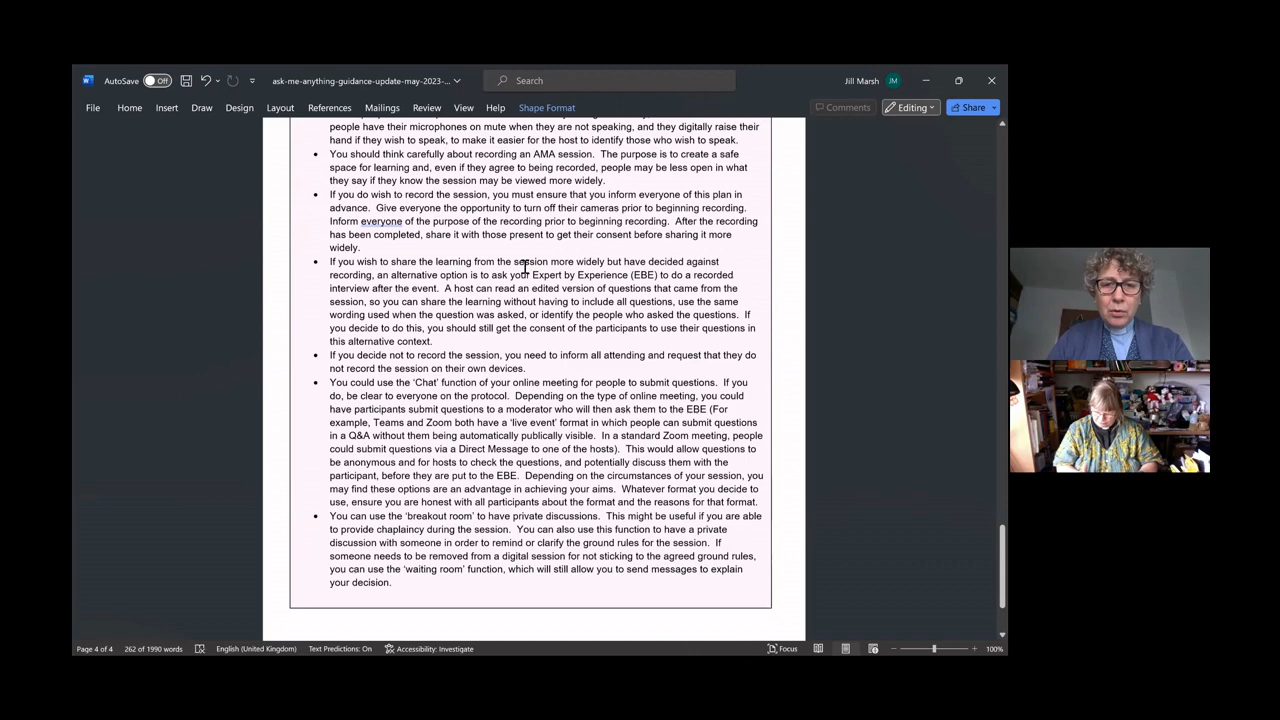 AutoSave Off ask-me-anything-guidance-update-may-2023-... Search Jill Marsh JM
File Home Insert Draw Design Layout References Mailings Review View Help Shape Format Comments Editing Share
people have their microphones on mute when they are not speaking, and they digitally raise their
hand if they wish to speak, to make it easier for the host to identify those who wish to speak.
• You should think carefully about recording an AMA session. The purpose is to create a safe
space for learning and, even if they agree to being recorded, people may be less open in what
they say if they know the session may be viewed more widely.
• If you do wish to record the session, you must ensure that you inform everyone of this plan in
advance. Give everyone the opportunity to turn off their cameras prior to beginning recording.
Inform everyone of the purpose of the recording prior to beginning recording. After the recording
has been completed, share it with those present to get their consent before sharing it more
widely.
• If you wish to share the learning from the session more widely but have decided against
recording, an alternative option is to ask your Expert by Experience (EBE) to do a recorded
interview after the event. A host can read an edited version of questions that came from the
session, so you can share the learning without having to include all questions, use the same
wording used when the question was asked, or identify the people who asked the questions. If
you decide to do this, you should still get the consent of the participants to use their questions in
this alternative context.
• If you decide not to record the session, you need to inform all attending and request that they do
not record the session on their own devices.
• You could use the ‘Chat’ function of your online meeting for people to submit questions. If you
do, be clear to everyone on the protocol. Depending on the type of online meeting, you could
have participants submit questions to a moderator who will then ask them to the EBE (For
example, Teams and Zoom both have a ‘live event’ format in which people can submit questions
in a Q&A without them being automatically publically visible. In a standard Zoom meeting, people
could submit questions via a Direct Message to one of the hosts). This would allow questions to
be anonymous and for hosts to check the questions, and potentially discuss them with the
participant, before they are put to the EBE. Depending on the circumstances of your session, you
may find these options are an advantage in achieving your aims. Whatever format you decide to
use, ensure you are honest with all participants about the format and the reasons for that format.
• You can use the ‘breakout room’ to have private discussions. This might be useful if you are able
to provide chaplaincy during the session. You can also use this function to have a private
discussion with someone in order to remind or clarify the ground rules for the session. If
someone needs to be removed from a digital session for not sticking to the agreed ground rules,
you can use the ‘waiting room’ function, which will still allow you to send messages to explain
your decision.
Page 4 of 4 262 of 1990 words English (United Kingdom) Text Predictions: On Accessibility: Investigate Focus 100%